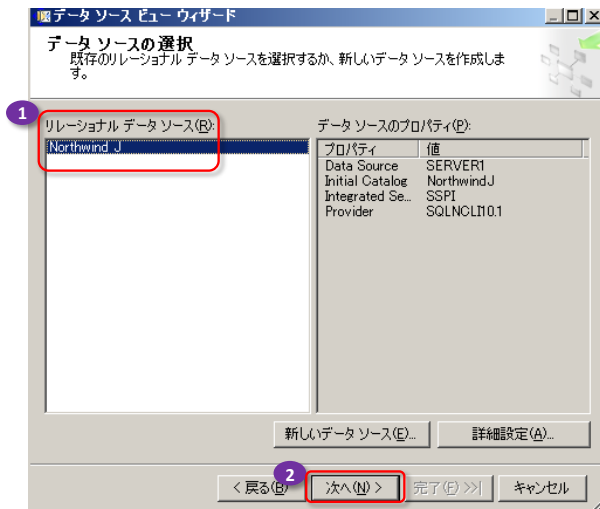 データ ソース ビュー ウィザード
データ ソースの選択
既存のリレーショナル データ ソースを選択するか、新しいデータ ソースを作成しま
す。
1
リレーショナル データ ソース(R):
Northwind J
データ ソースのプロパティ(P):
プロパティ 値
Data Source SERVER1
Initial Catalog NorthwindJ
Integrated Se... SSPI
Provider SQLNCLI10.1
新しいデータ ソース(E)...
詳細設定(A)...
2
< 戻る(B)
次へ(N) >
完了(F) >>|
キャンセル